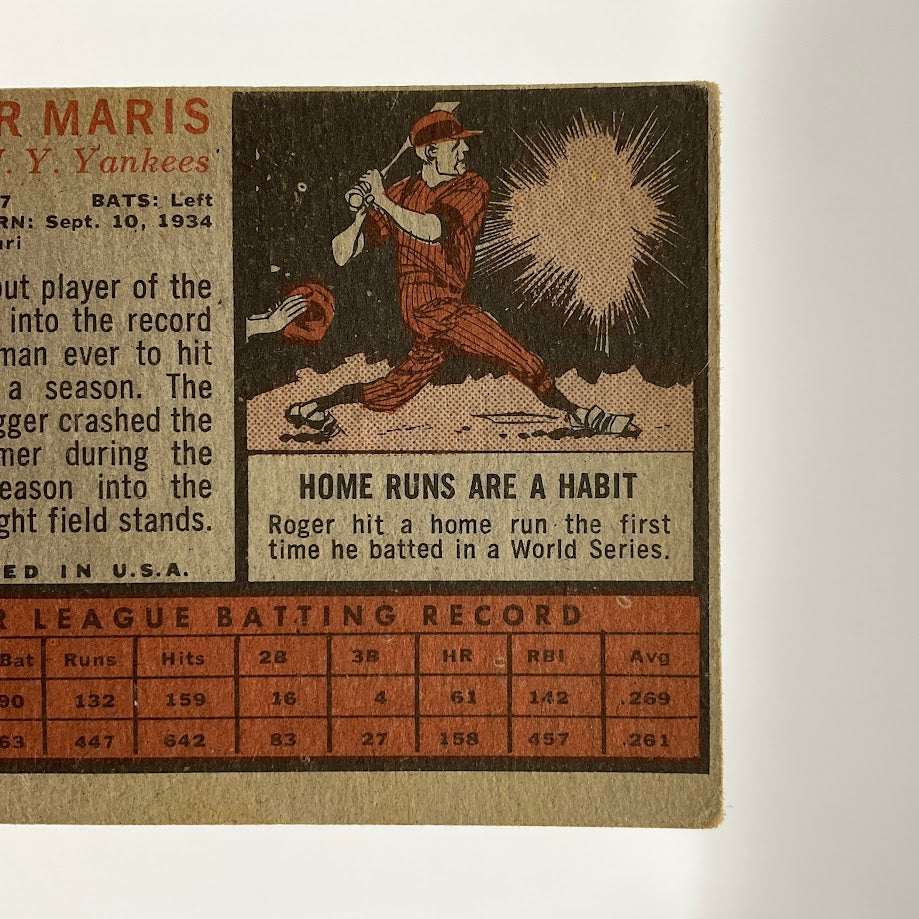 R MARIS
Y. Yankees
7 BATS: Left
RN: Sept. 10, 1934
uri
out player of the
into the record
man ever to hit
a season. The
gger crashed the
mer during the
eason into the
ght field stands.
ED IN U.S.A.
HOME RUNS ARE A HABIT
Roger hit a home run the first
time he batted in a World Series.
R LEAGUE BATTING RECORD
Bat Runs Hits 2B 3B HR RBI Avg
90 132 159 16 4 61 142 .269
63 447 642 83 27 158 457 .261